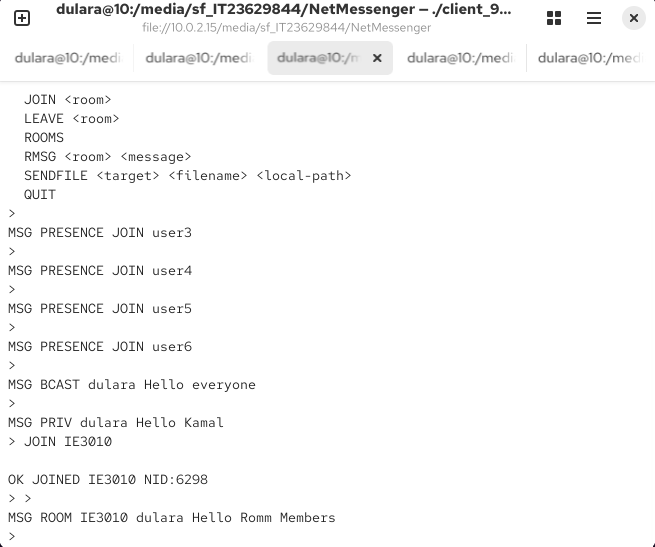 dulara@10:/media/sf_IT23629844/NetMessenger — ./client_9...
file://10.0.2.15/media/sf_IT23629844/NetMessenger
dulara@10:/medi dulara@10:/medi dulara@10:/m dulara@10:/medi dulara@10:/med
JOIN <room>
LEAVE <room>
ROOMS
RMSG <room> <message>
SENDFILE <target> <filename> <local-path>
QUIT
>
MSG PRESENCE JOIN user3
>
MSG PRESENCE JOIN user4
>
MSG PRESENCE JOIN user5
>
MSG PRESENCE JOIN user6
>
MSG BCAST dulara Hello everyone
>
MSG PRIV dulara Hello Kamal
> JOIN IE3010
OK JOINED IE3010 NID:6298
> >
MSG ROOM IE3010 dulara Hello Romm Members
>